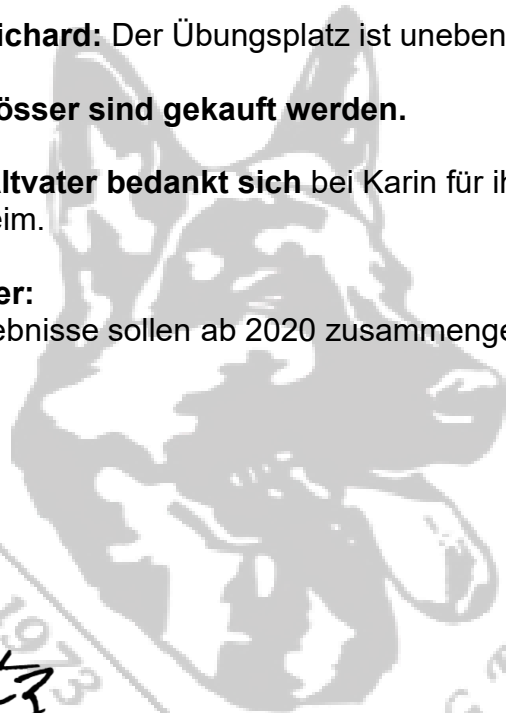 ichard: Der Übungsplatz ist uneben
össer sind gekauft werden.
ltvater bedankt sich bei Karin für ih
eim.
er:
ebnisse sollen ab 2020 zusammenge
1973